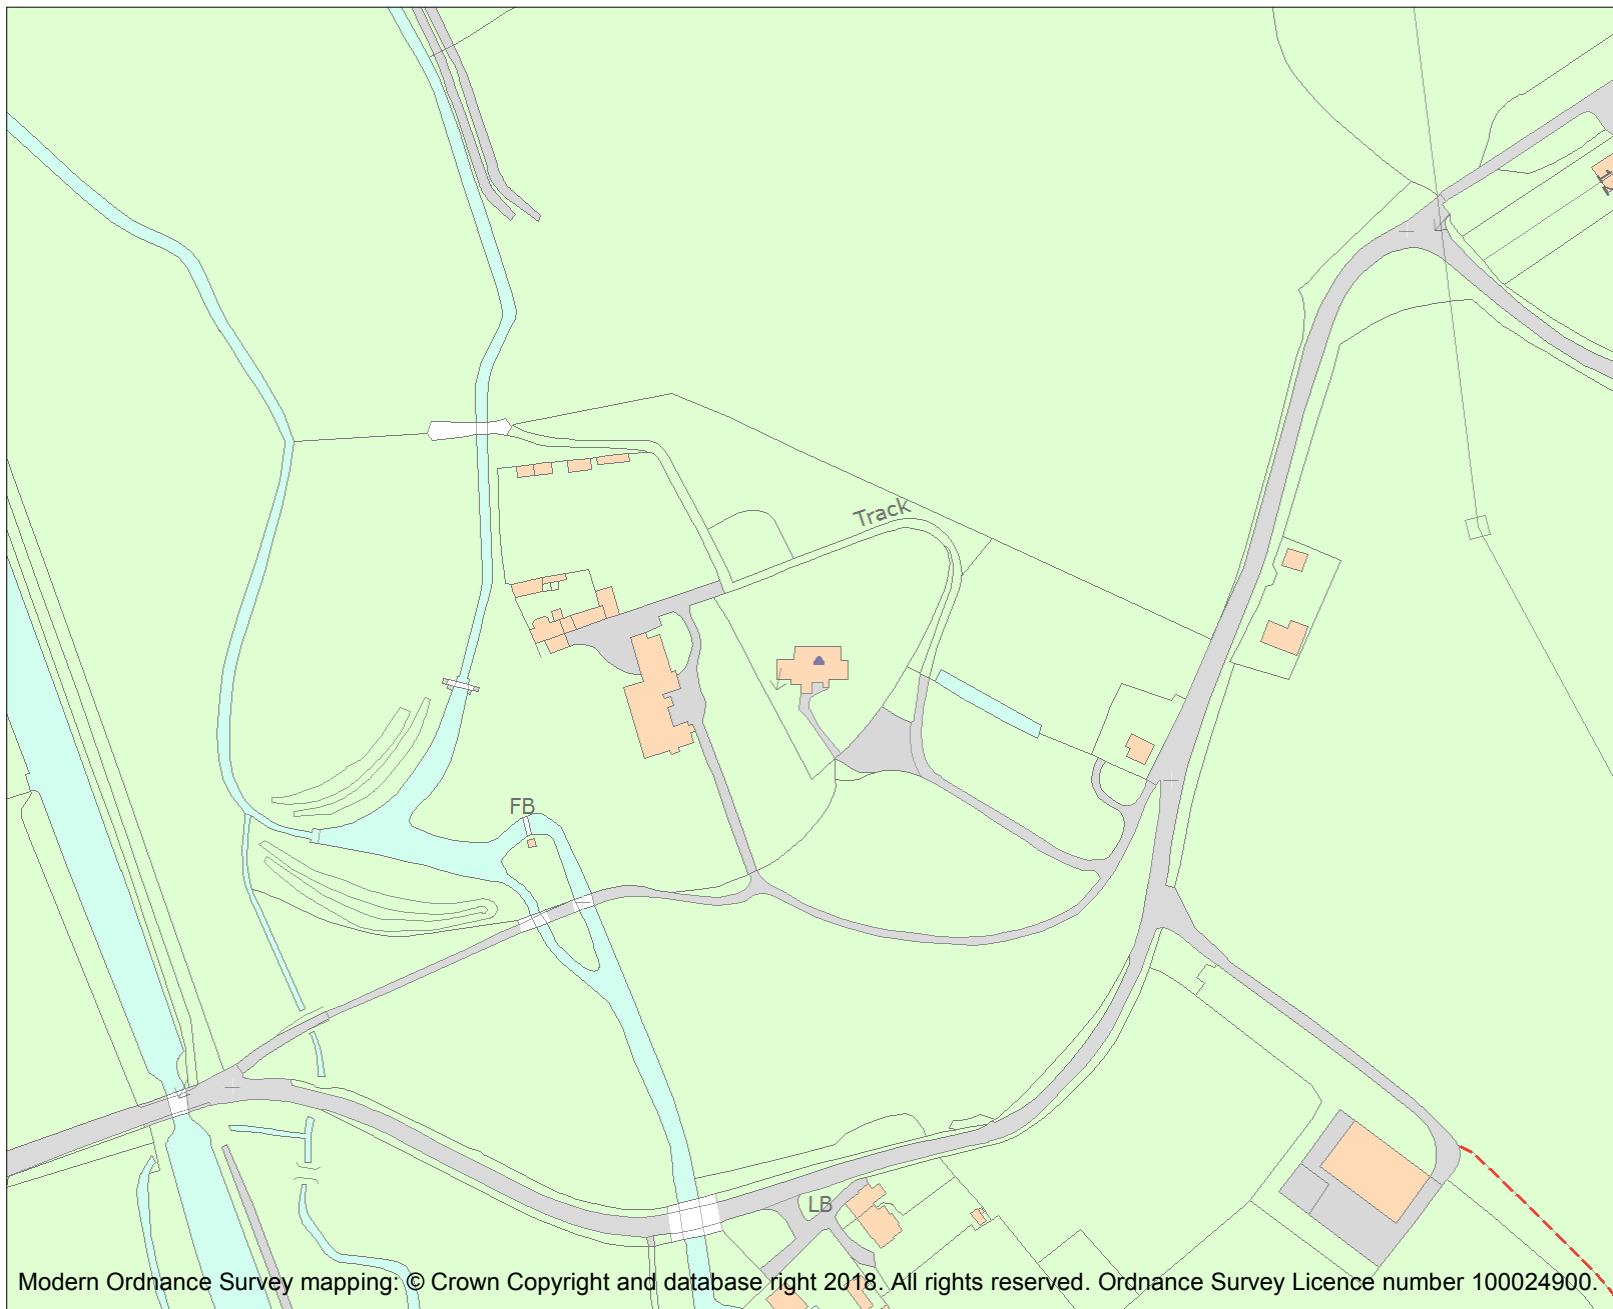 Track
FB
LB
Modern Ordnance Survey mapping: © Crown Copyright and database right 2018. All rights reserved. Ordnance Survey Licence number 100024900.